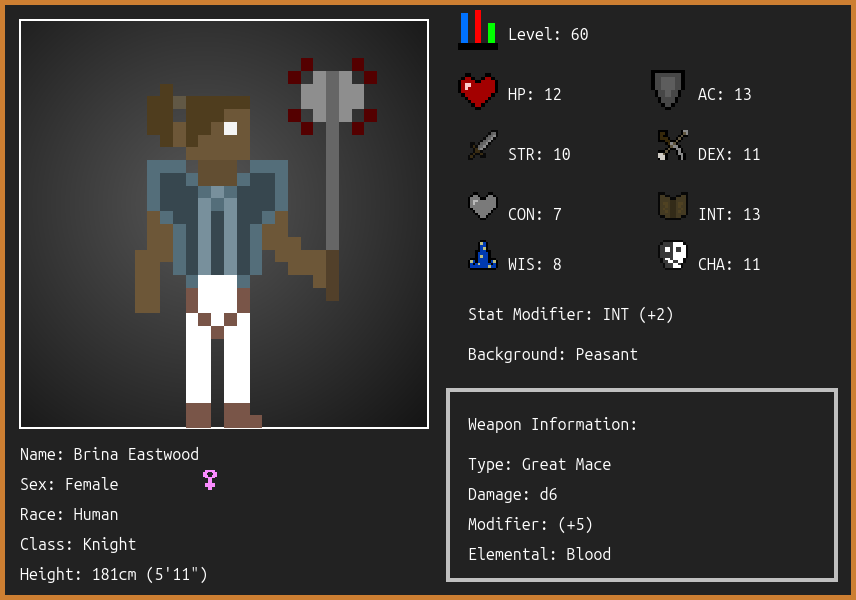 Level: 60
HP: 12
AC: 13
STR: 10
DEX: 11
CON: 7
INT: 13
WIS: 8
CHA: 11
Stat Modifier: INT (+2)
Background: Peasant
Weapon Information:
Type: Great Mace
Damage: d6
Modifier: (+5)
Elemental: Blood
Name: Brina Eastwood
Sex: Female
Race: Human
Class: Knight
Height: 181cm (5'11")